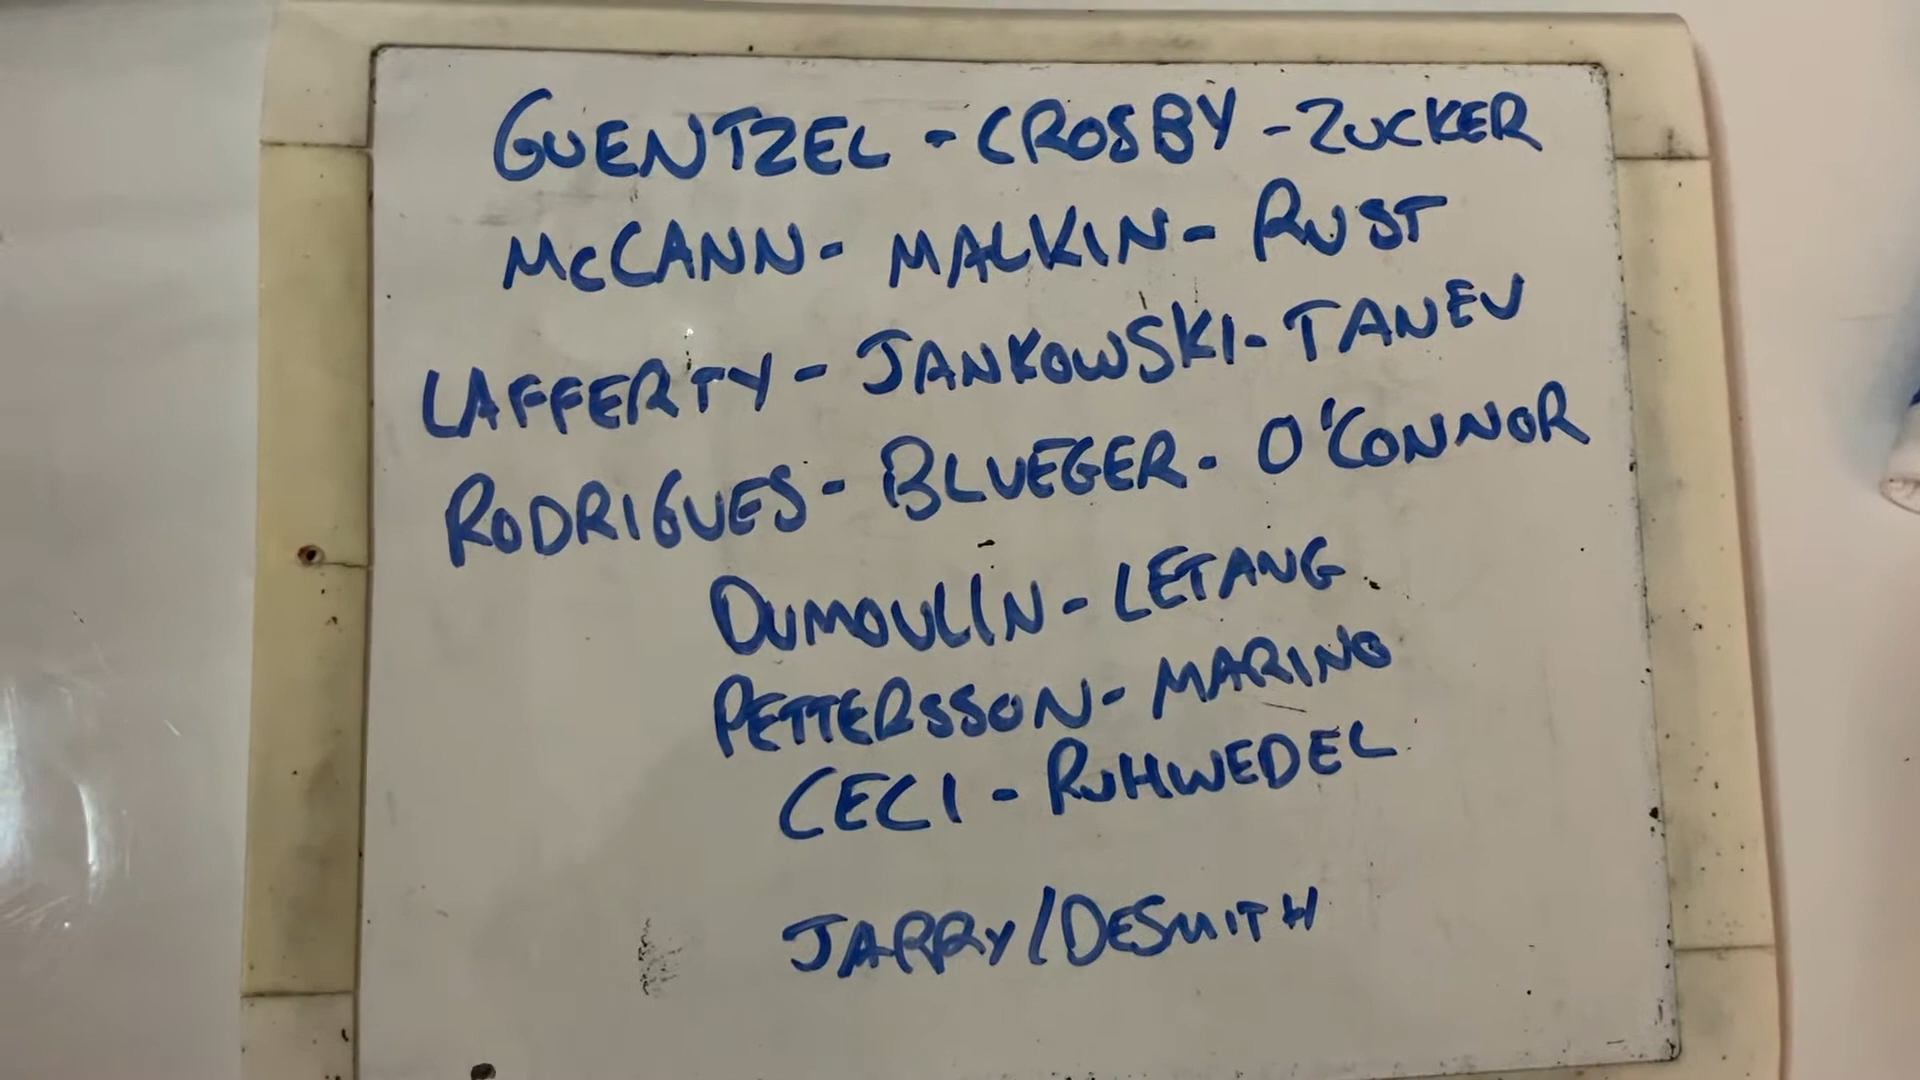 GUENTZEL - CROSBY - ZUCKER
McCANN - MALKIN - RUST
LAFFERTY - JANKOWSKI - TANEV
RODRIGUES - BLUEGER - O'CONNOR
DUMOULIN - LETANG
PETTERSSON - MARINO
CECI - RUHWEDEL
JARRY/DESMITH